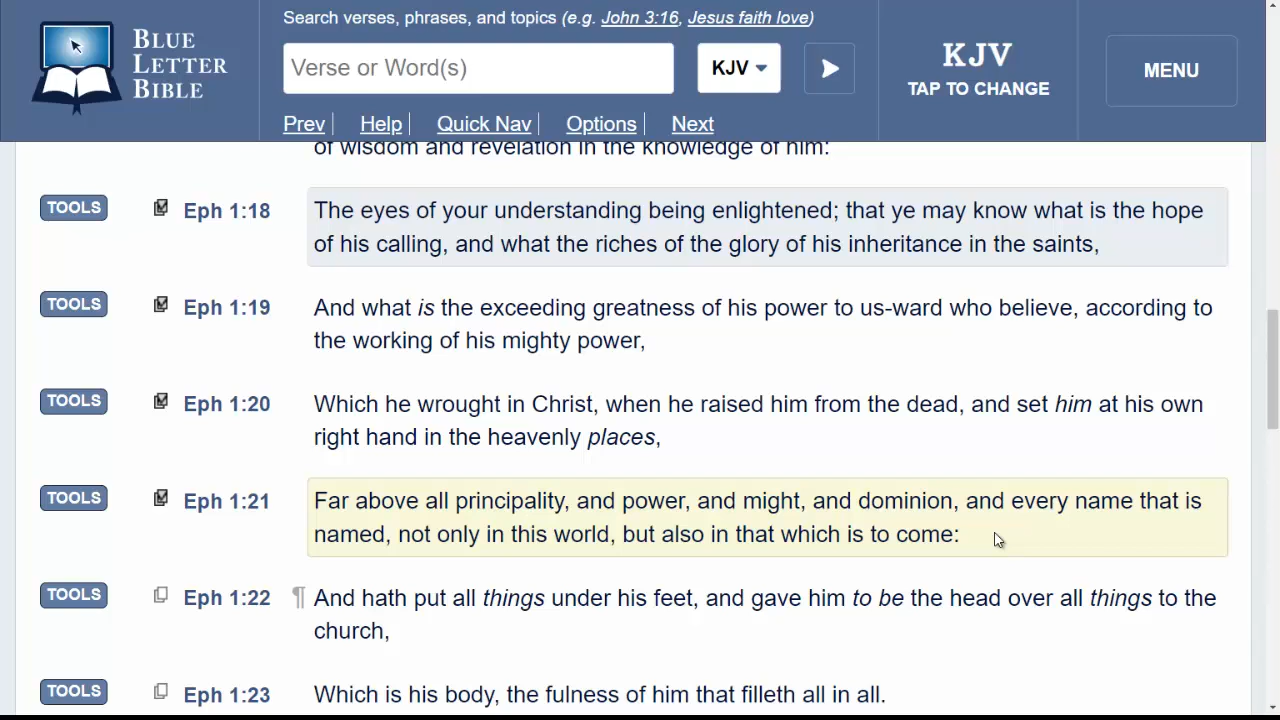 Search verses, phrases, and topics (e.g. John 3:16, Jesus faith love)
BLUE
LETTER
BIBLE
Verse or Word(s)
KJV
KJV
TAP TO CHANGE
MENU
Prev
Help
Quick Nav
Options
Next
of wisdom and revelation in the knowledge of him:
TOOLS
Eph 1:18
The eyes of your understanding being enlightened; that ye may know what is the hope
of his calling, and what the riches of the glory of his inheritance in the saints,
TOOLS
Eph 1:19
And what is the exceeding greatness of his power to us-ward who believe, according to
the working of his mighty power,
TOOLS
Eph 1:20
Which he wrought in Christ, when he raised him from the dead, and set him at his own
right hand in the heavenly places,
TOOLS
Eph 1:21
Far above all principality, and power, and might, and dominion, and every name that is
named, not only in this world, but also in that which is to come:
TOOLS
Eph 1:22
¶ And hath put all things under his feet, and gave him to be the head over all things to the
church,
TOOLS
Eph 1:23
Which is his body, the fulness of him that filleth all in all.